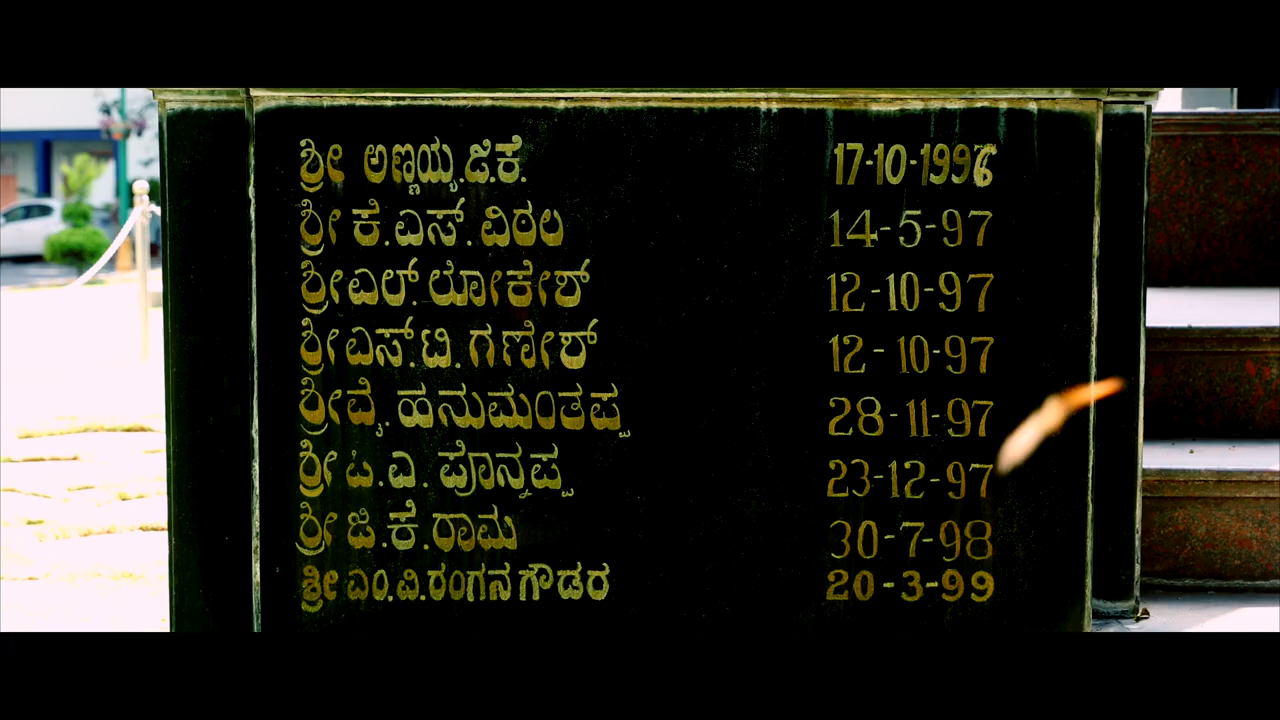 ಶ್ರೀ ಅಣ್ಣಯ್ಯ.ಜಿ.ಕೆ. 17-10-1996
ಶ್ರೀ ಕೆ.ಎಸ್.ವಿಠಲ 14-5-97
ಶ್ರೀ ಎಲ್.ಲೋಕೇಶ್ 12-10-97
ಶ್ರೀ ಎಸ್.ಟಿ.ಗಣೇಶ್ 12-10-97
ಶ್ರೀ ವೈ.ಹನುಮಂತಪ್ಪ 28-11-97
ಶ್ರೀ ಪಿ.ಎ.ಪೊನ್ನಪ್ಪ 23-12-97
ಶ್ರೀ ಜಿ.ಕೆ.ರಾಮ 30-7-98
ಶ್ರೀ ಎಂ.ವಿ.ರಂಗನಗೌಡರ 20-3-99